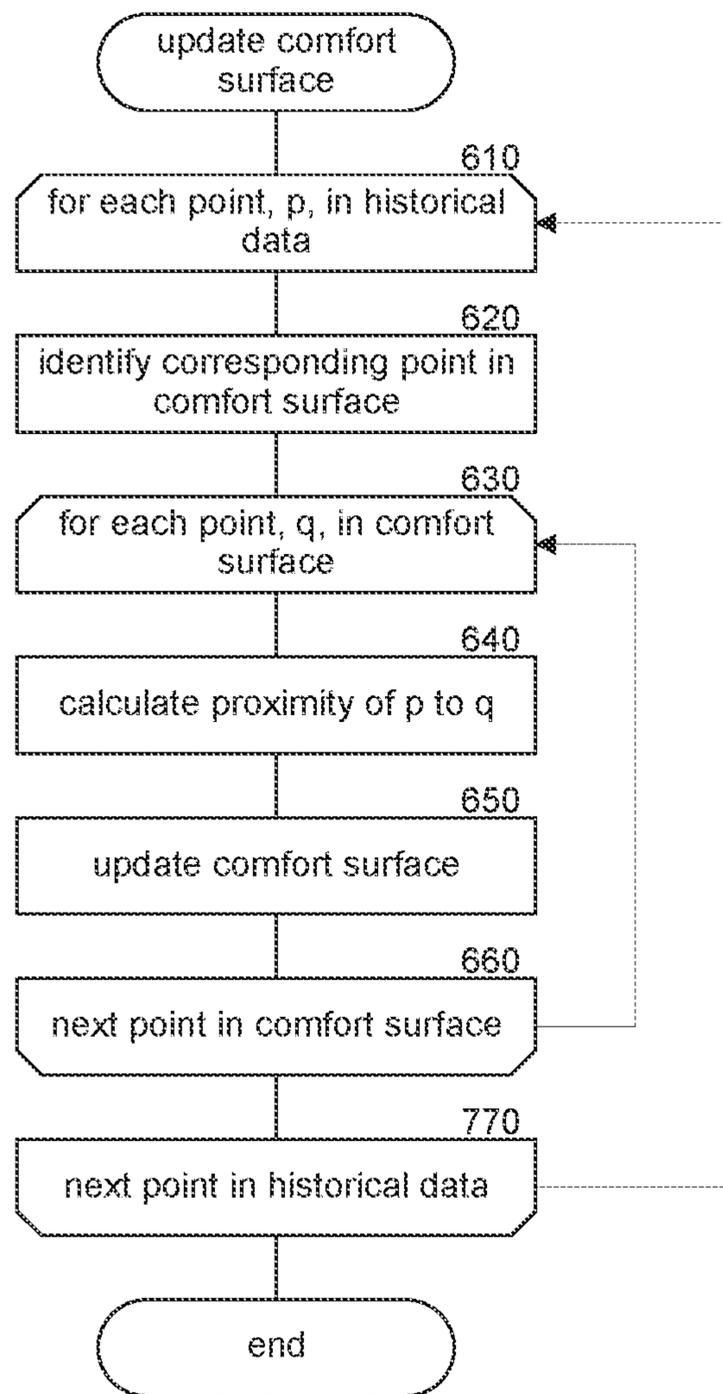 update comfort
surface
610
for each point, p, in historical
data
620
identify corresponding point in
comfort surface
630
for each point, q, in comfort
surface
640
calculate proximity of p to q
650
update comfort surface
660
next point in comfort surface
770
next point in historical data
end